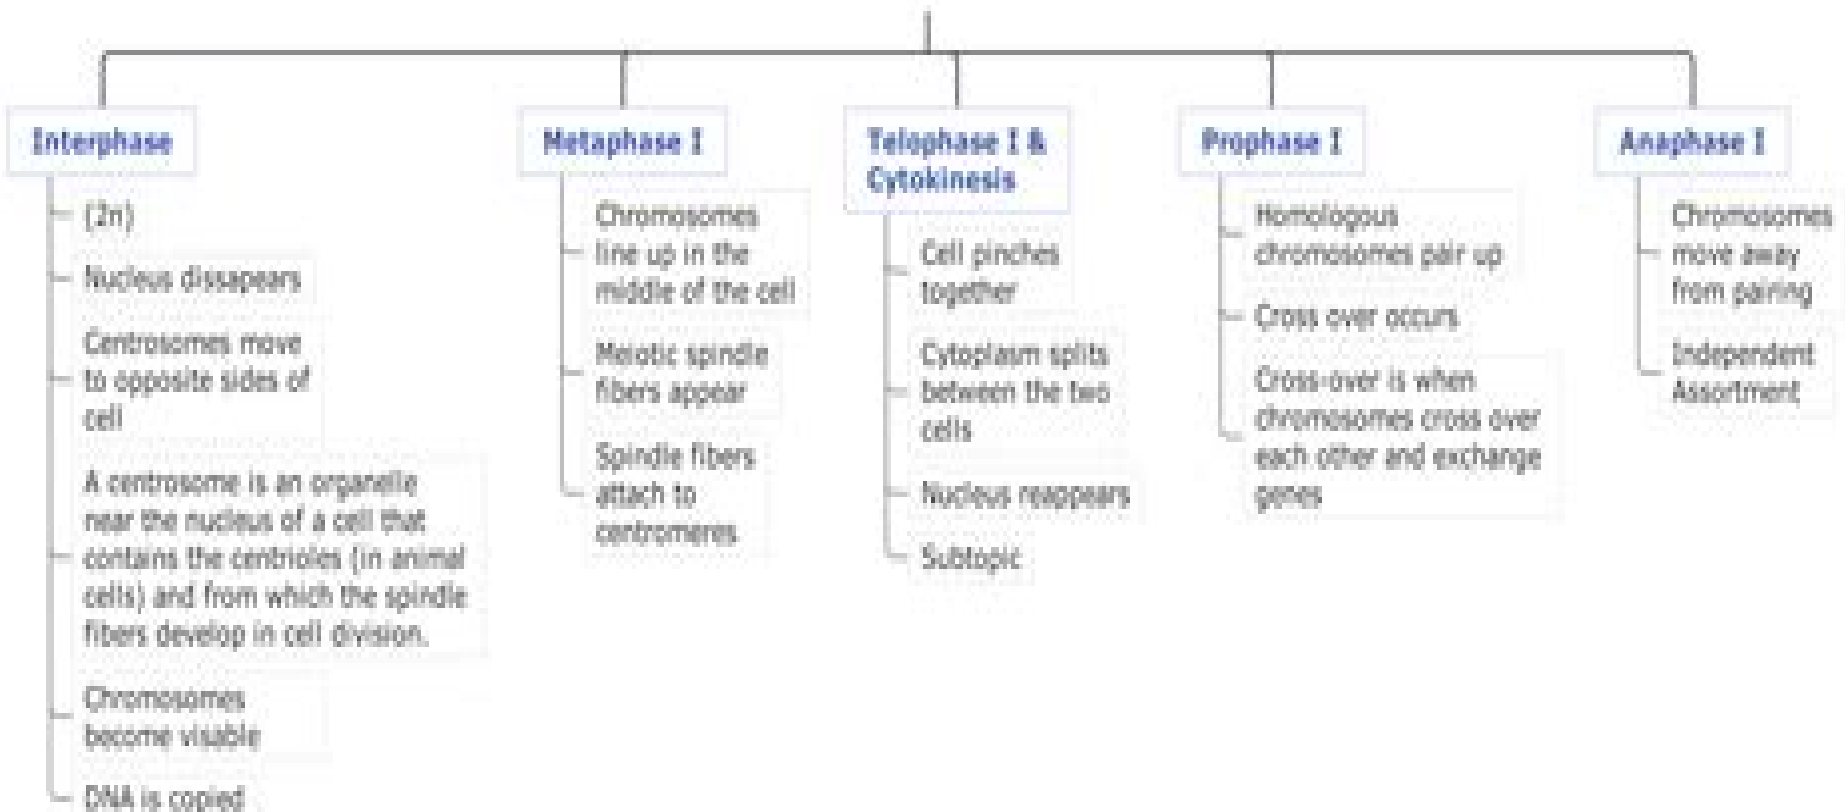 Interphase
(2n)
Nucleus dissapears
Centrosomes move
to opposite sides of
cell
A centrosome is an organelle
near the nucleus of a cell that
contains the centrioles (in animal
cells) and from which the spindle
fibers develop in cell division.
Chromosomes
become visable
DNA is copied
Metaphase I
Chromosomes
line up in the
middle of the cell
Meiotic spindle
fibers appear
Spindle fibers
attach to
centromeres
Telophase I &
Cytokinesis
Cell pinches
together
Cytoplasm splits
between the two
cells
Nucleus reappears
Subtopic
Prophase I
Homologous
chromosomes pair up
Cross over occurs
Cross-over is when
chromosomes cross over
each other and exchange
genes
Anaphase I
Chromosomes
move away
from pairing
Independent
Assortment